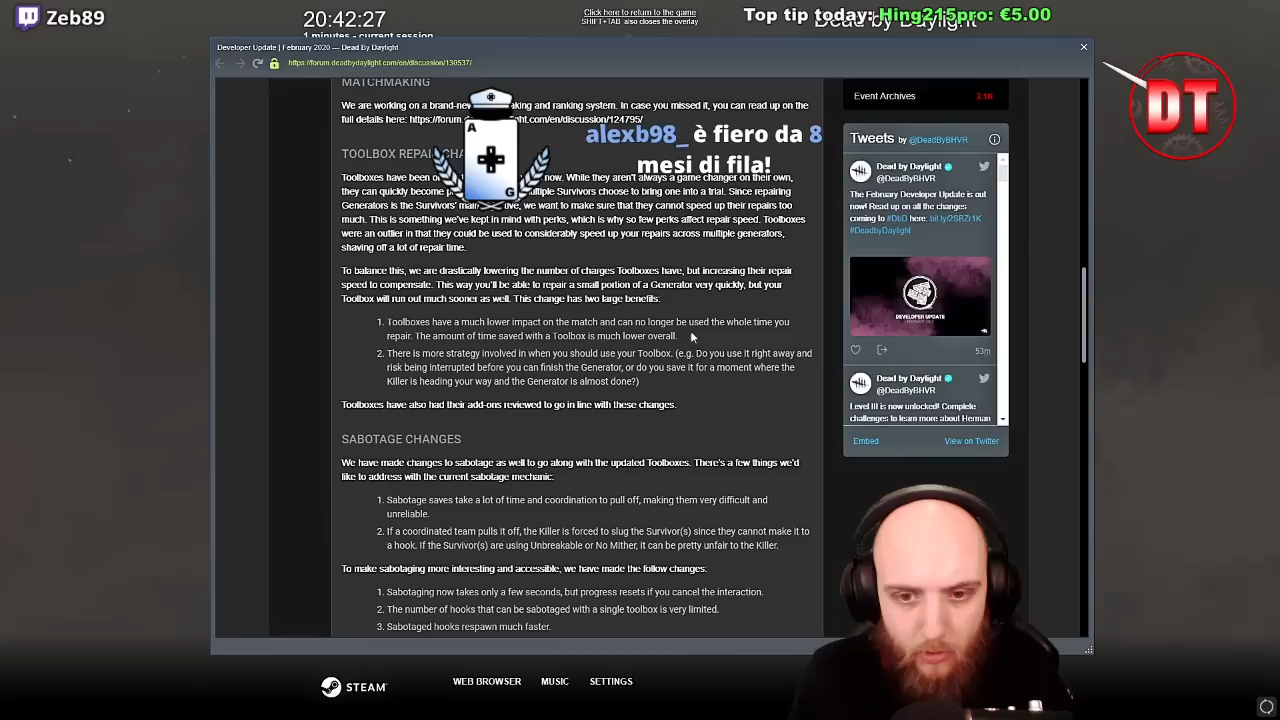 Zeb89
20:42:27
1 minutes - current session
Click here to return to the game
SHIFT+TAB also closes the overlay
Top tip today: Hing215pro: €5.00
Dead by Daylight
Developer Update | February 2020 — Dead By Daylight
https://forum.deadbydaylight.com/en/discussion/130537/
MATCHMAKING
We are working on a brand-new matchmaking and ranking system. In case you missed it, you can read up on the
full details here: https://forum.deadbydaylight.com/en/discussion/124795/
alexb98_ è fiero da 8
mesi di fila!
A
G
TOOLBOX REPAIR CHA
Toolboxes have been now. While they aren't always a game changer on their own,
they can quickly become multiple Survivors choose to bring one into a trial. Since repairing
Generators is the Survivors' main we want to make sure that they cannot speed up their repairs too
much. This is something we've kept in mind with perks, which is why so few perks affect repair speed. Toolboxes
were an outlier in that they could be used to considerably speed up your repairs across multiple generators,
shaving off a lot of repair time.
To balance this, we are drastically lowering the number of charges Toolboxes have, but increasing their repair
speed to compensate. This way you'll be able to repair a small portion of a Generator very quickly, but your
Toolbox will run out much sooner as well. This change has two large benefits:
1. Toolboxes have a much lower impact on the match and can no longer be used the whole time you
repair. The amount of time saved with a Toolbox is much lower overall.
2. There is more strategy involved in when you should use your Toolbox. (e.g. Do you use it right away and
risk being interrupted before you can finish the Generator, or do you save it for a moment where the
Killer is heading your way and the Generator is almost done?)
Toolboxes have also had their add-ons reviewed to go in line with these changes.
SABOTAGE CHANGES
We have made changes to sabotage as well to go along with the updated Toolboxes. There's a few things we'd
like to address with the current sabotage mechanic:
1. Sabotage saves take a lot of time and coordination to pull off, making them very difficult and
unreliable.
2. If a coordinated team pulls it off, the Killer is forced to slug the Survivor(s) since they cannot make it to
a hook. If the Survivor(s) are using Unbreakable or No Mither, it can be pretty unfair to the Killer.
To make sabotaging more interesting and accessible, we have made the follow changes:
1. Sabotaging now takes only a few seconds, but progress resets if you cancel the interaction.
2. The number of hooks that can be sabotaged with a single toolbox is very limited.
3. Sabotaged hooks respawn much faster.
Event Archives 2.1K
Tweets by @DeadByBHVR
Dead by Daylight
@DeadByBHVR
The February Developer Update is out
now! Read up on all the changes
coming to #DbD here: bit.ly/2SBZr1K
#DeadbyDaylight
DEVELOPER UPDATE
53m
Dead by Daylight
@DeadByBHVR
Level III is now unlocked! Complete
challenges to learn more about Herman
Embed View on Twitter
DT
STEAM
WEB BROWSER MUSIC SETTINGS